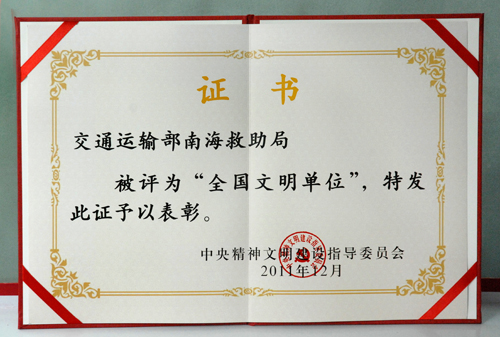 证书
交通运输部南海救助局
被评为“全国文明单位”，特发
此证予以表彰。
中央精神文明建设指导委员会
2011年12月